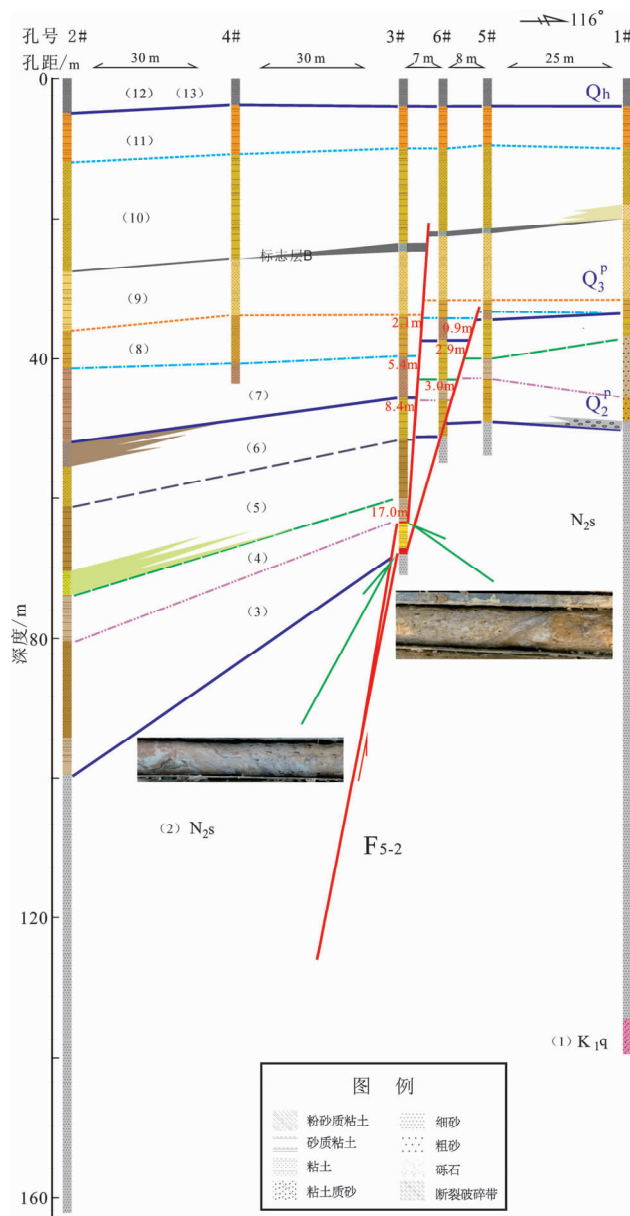 116°
孔号 2# 4# 3# 6# 5# 1#
孔距/m 30 m 30 m 7 m 8 m 25 m
0
(12) (13) Qh
(11)
(10)
标志层B
(9) Q₃ᵖ
2.1m 0.9m
(8) 2.9m
40
5.4m
3.0m
(7) 8.4m Q₂ᵖ
(6)
(5) 17.0m N₂s
(4)
(3)
深度/m
80
(2) N₂s
F₅₋₂
120
(1) K₁q
图 例
粉砂质粘土 细砂
砂质粘土 粗砂
粘土 砾石
粘土质砂 断裂破碎带
160